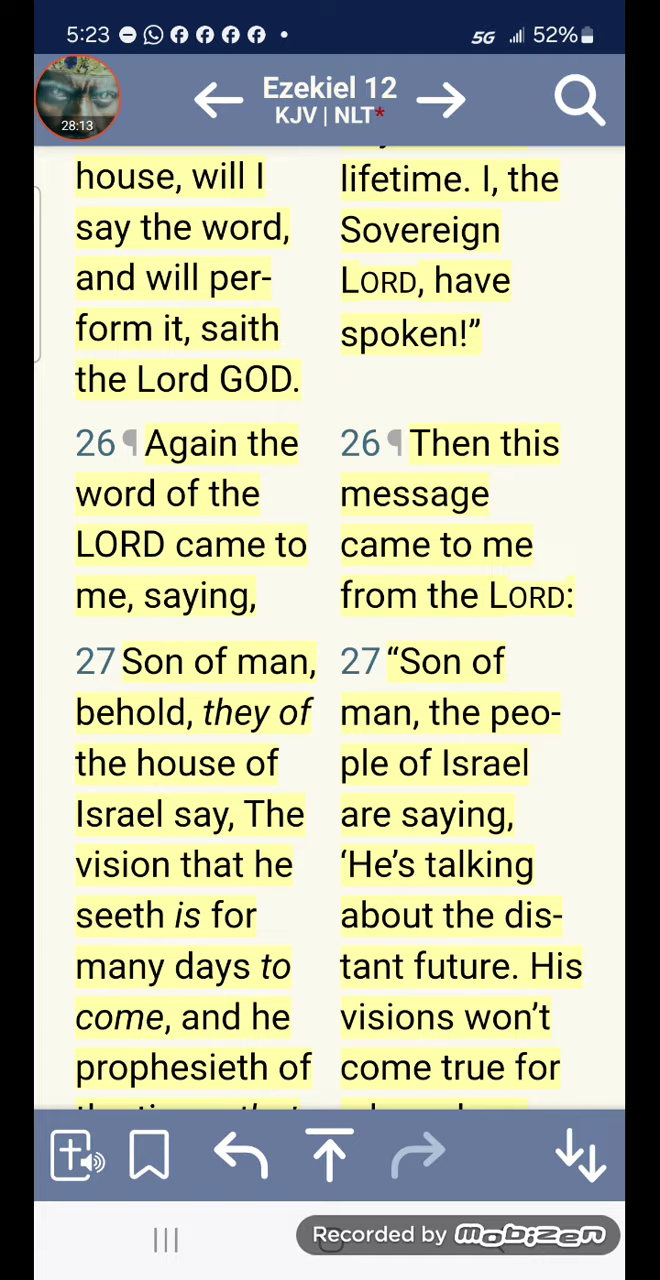 5:23
5G
52%
28:13
Ezekiel 12
KJV | NLT*
house, will I
say the word,
and will per-
form it, saith
the Lord GOD.
26 ¶ Again the
word of the
LORD came to
me, saying,
27 Son of man,
behold, they of
the house of
Israel say, The
vision that he
seeth is for
many days to
come, and he
prophesieth of
lifetime. I, the
Sovereign
LORD, have
spoken!”
26 ¶ Then this
message
came to me
from the LORD:
27 “Son of
man, the peo-
ple of Israel
are saying,
‘He’s talking
about the dis-
tant future. His
visions won’t
come true for
Recorded by mobizen